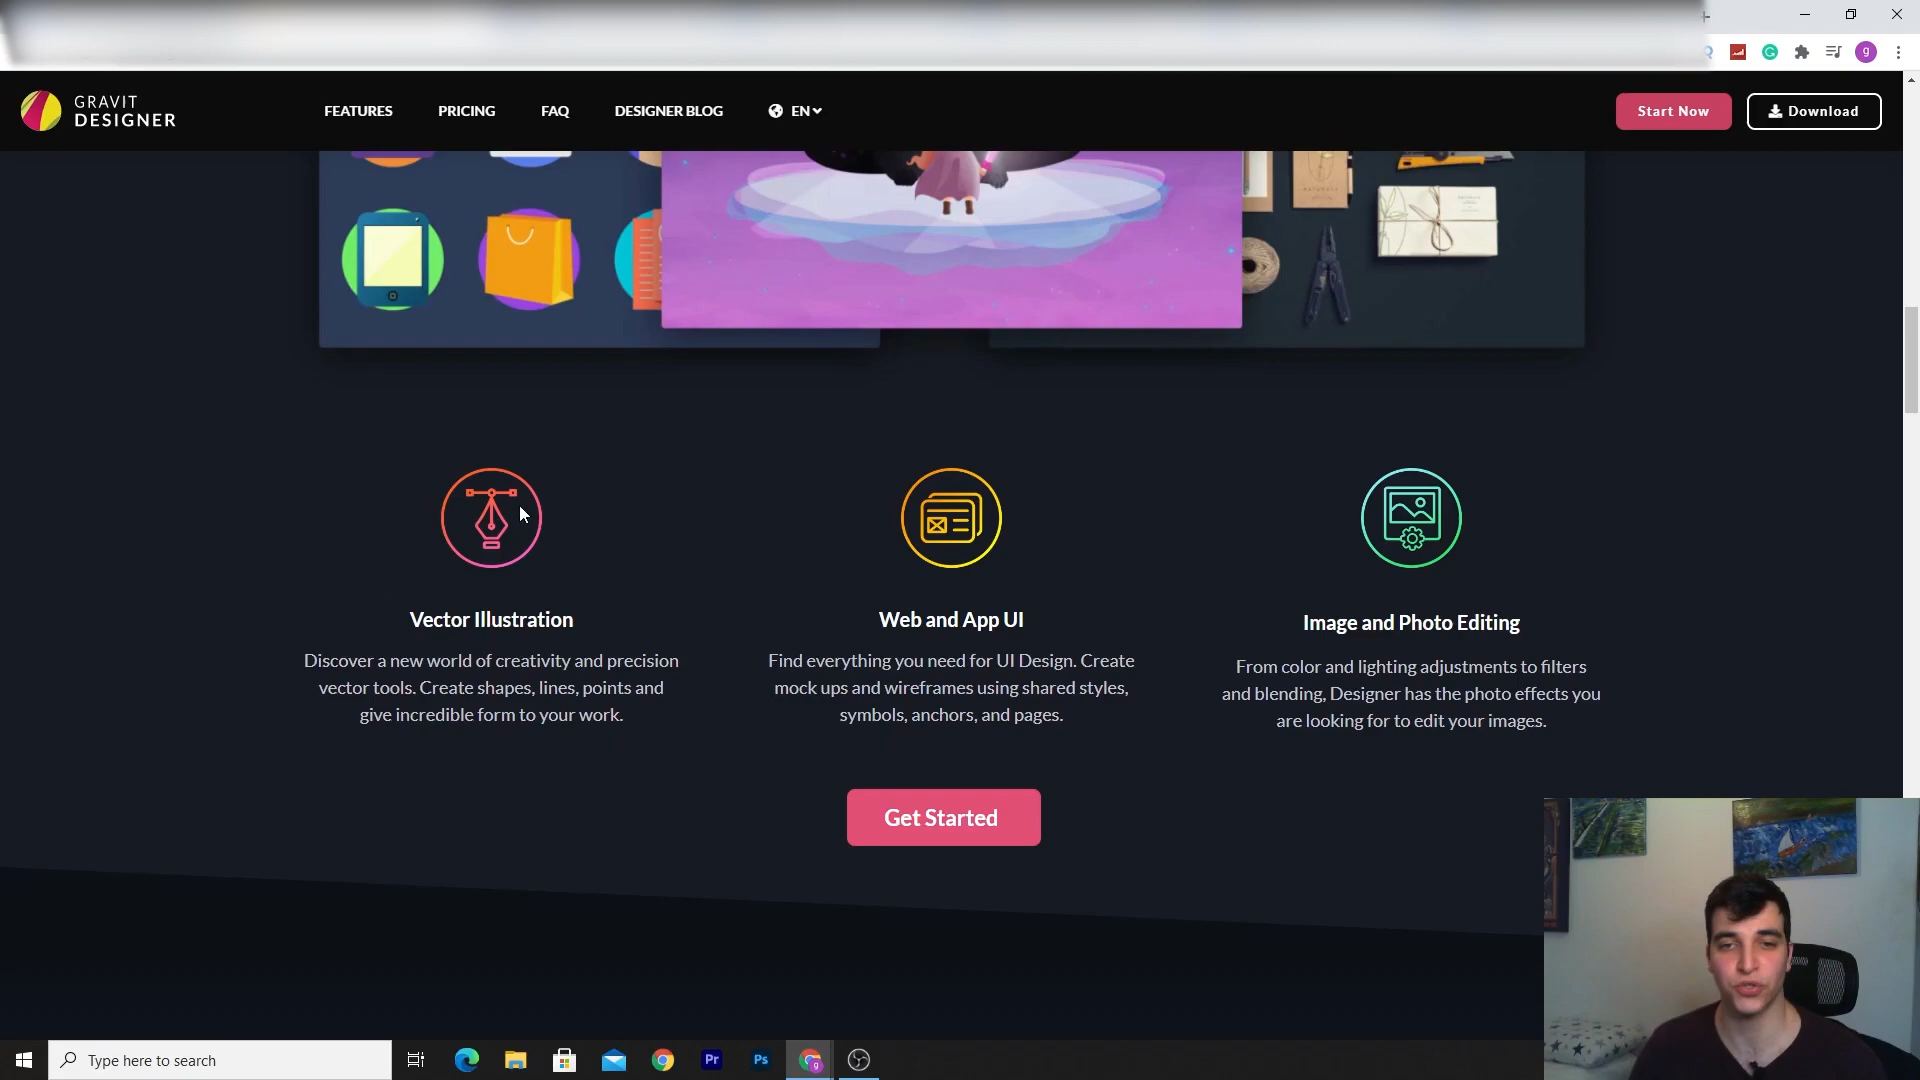 GRAVIT
DESIGNER
FEATURES
PRICING
FAQ
DESIGNER BLOG
EN
Start Now
Download
Vector Illustration
Discover a new world of creativity and precision
vector tools. Create shapes, lines, points and
give incredible form to your work.
Web and App UI
Find everything you need for UI Design. Create
mock ups and wireframes using shared styles,
symbols, anchors, and pages.
Image and Photo Editing
From color and lighting adjustments to filters
and blending, Designer has the photo effects you
are looking for to edit your images.
Get Started
Type here to search
Pr
Ps
g